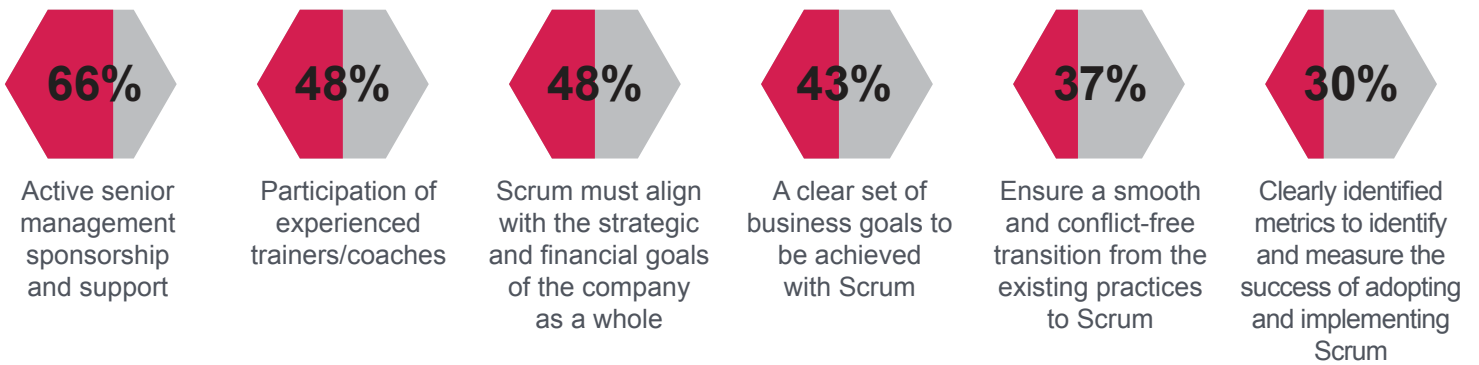 66%
Active senior
management
sponsorship
and support
48%
Participation of
experienced
trainers/coaches
48%
Scrum must align
with the strategic
and financial goals
of the company
as a whole
43%
A clear set of
business goals to
be achieved
with Scrum
37%
Ensure a smooth
and conflict-free
transition from the
existing practices
to Scrum
30%
Clearly identified
metrics to identify
and measure the
success of adopting
and implementing
Scrum